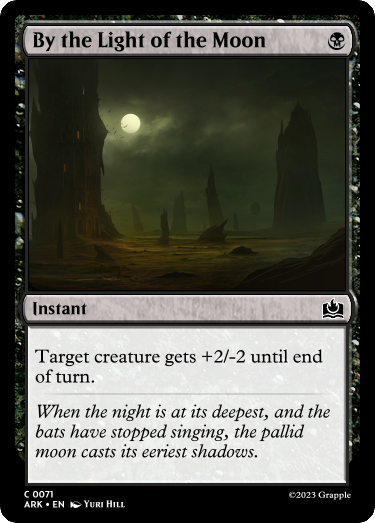 By the Light of the Moon
Instant
Target creature gets +2/-2 until end
of turn.
When the night is at its deepest, and the
bats have stopped singing, the pallid
moon casts its eeriest shadows.
C 0071
ARK • EN Yuri Hill
©2023 Grapple